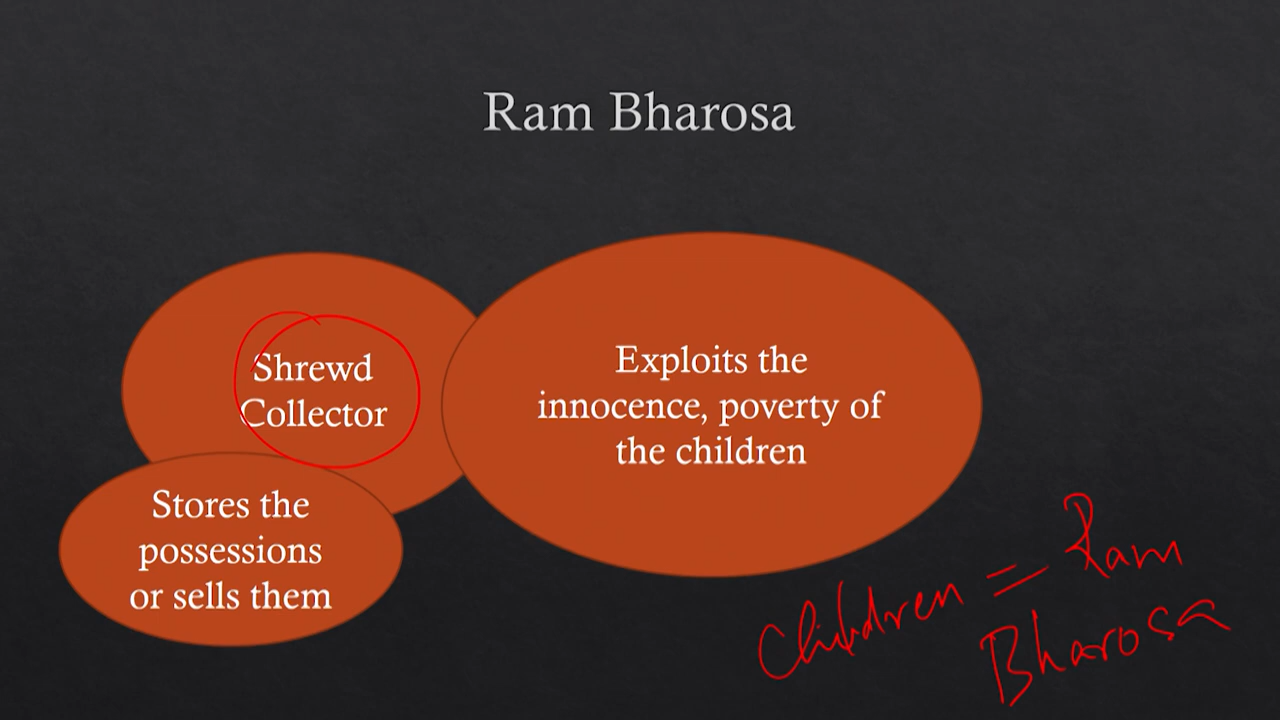 Ram Bharosa
Shrewd
Collector
Exploits the
innocence, poverty of
the children
Stores the
possessions
or sells them
Children = Ram
Bharosa